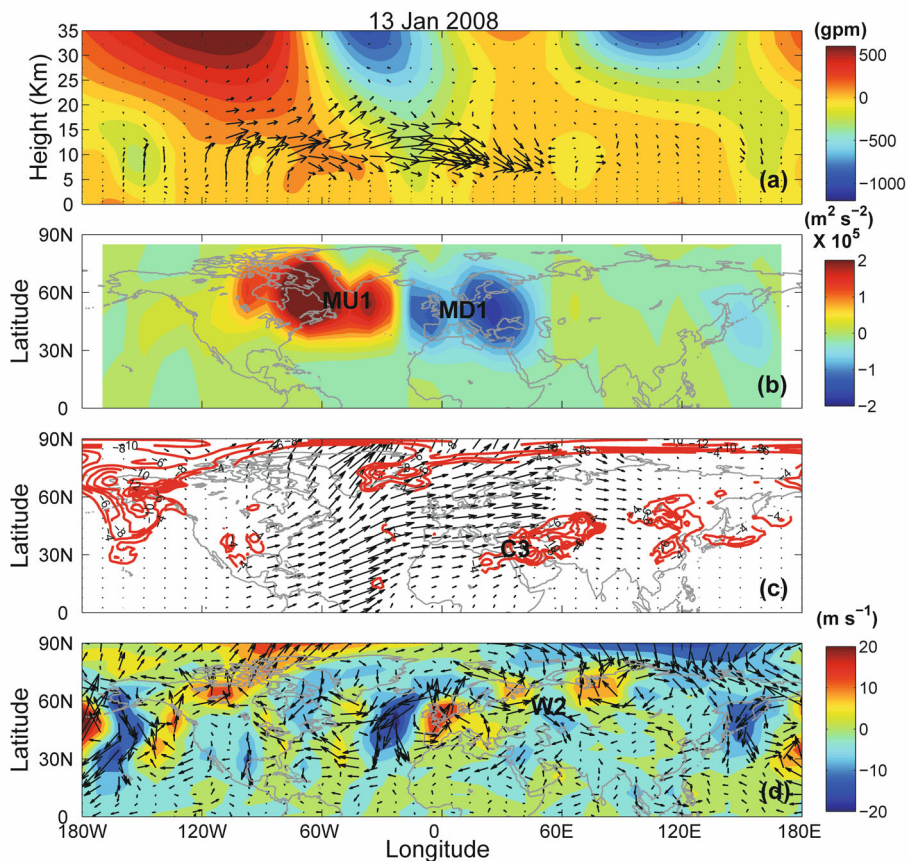 13 Jan 2008
(gpm)
35
30
25
20
15
10
5
0
Height (Km)
(a)
500
0
−500
−1000
(m² s⁻²)
X 10⁵
90N
60N
30N
0
Latitude
MU1
MD1
(b)
2
1
0
−1
−2
90N
60N
30N
0
Latitude
C3
(c)
(m s⁻¹)
90N
60N
30N
0
Latitude
W2
(d)
20
10
0
−10
−20
180W 120W 60W 0 60E 120E 180E
Longitude